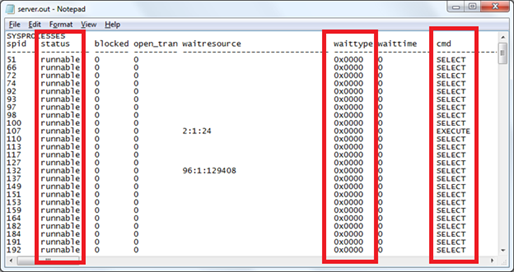 server.out - Notepad
File Edit Format View Help
SYSPROCESSES
spid status blocked open_tran waitresource waittype waittime cmd
51 runnable 0 0 0x0000 0 SELECT
66 runnable 0 0 0x0000 0 SELECT
72 runnable 0 0 0x0000 0 SELECT
74 runnable 0 0 0x0000 0 SELECT
92 runnable 0 0 0x0000 0 SELECT
93 runnable 0 0 0x0000 0 SELECT
97 runnable 0 0 0x0000 0 SELECT
98 runnable 0 0 0x0000 0 SELECT
100 runnable 0 0 0x0000 0 SELECT
107 runnable 0 0 2:1:24 0x0000 0 EXECUTE
110 runnable 0 0 0x0000 0 SELECT
113 runnable 0 0 0x0000 0 SELECT
117 runnable 0 0 0x0000 0 SELECT
127 runnable 0 0 0x0000 0 SELECT
132 runnable 0 0 96:1:129408 0x0000 0 SELECT
137 runnable 0 0 0x0000 0 SELECT
149 runnable 0 0 0x0000 0 SELECT
151 runnable 0 0 0x0000 0 SELECT
153 runnable 0 0 0x0000 0 SELECT
159 runnable 0 0 0x0000 0 SELECT
164 runnable 0 0 0x0000 0 SELECT
182 runnable 0 0 0x0000 0 SELECT
184 runnable 0 0 0x0000 0 SELECT
191 runnable 0 0 0x0000 0 SELECT
192 runnable 0 0 0x0000 0 SELECT